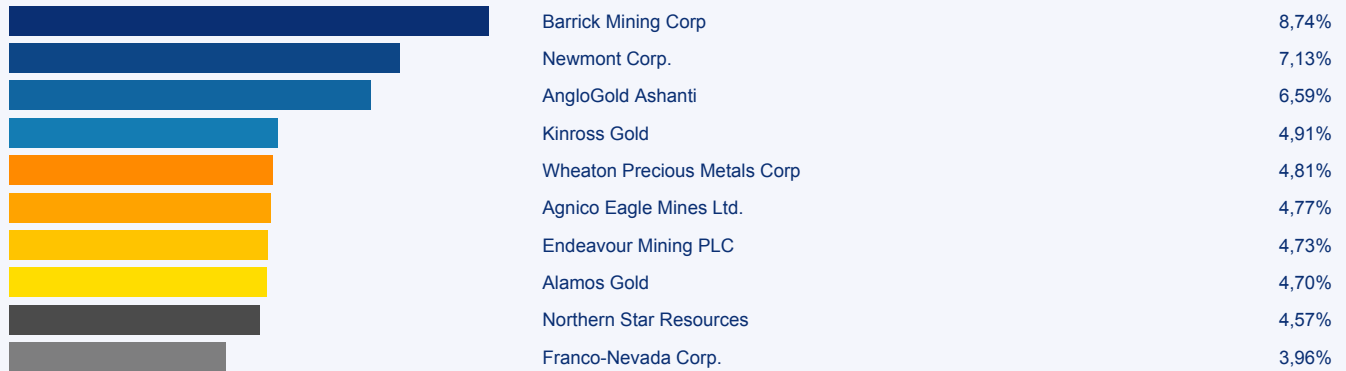 Barrick Mining Corp 8,74%
Newmont Corp. 7,13%
AngloGold Ashanti 6,59%
Kinross Gold 4,91%
Wheaton Precious Metals Corp 4,81%
Agnico Eagle Mines Ltd. 4,77%
Endeavour Mining PLC 4,73%
Alamos Gold 4,70%
Northern Star Resources 4,57%
Franco-Nevada Corp. 3,96%